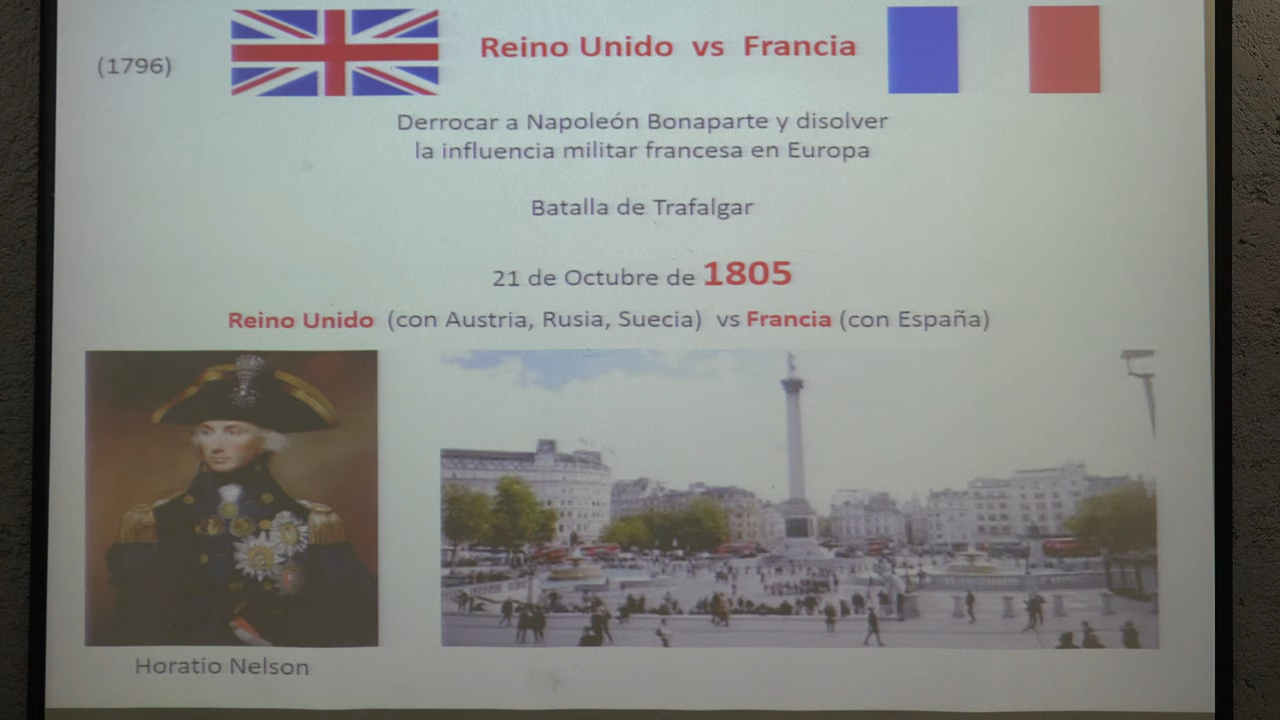 (1796)
Reino Unido vs Francia
Derrocar a Napoleón Bonaparte y disolver
la influencia militar francesa en Europa
Batalla de Trafalgar
21 de Octubre de 1805
Reino Unido (con Austria, Rusia, Suecia) vs Francia (con España)
Horatio Nelson